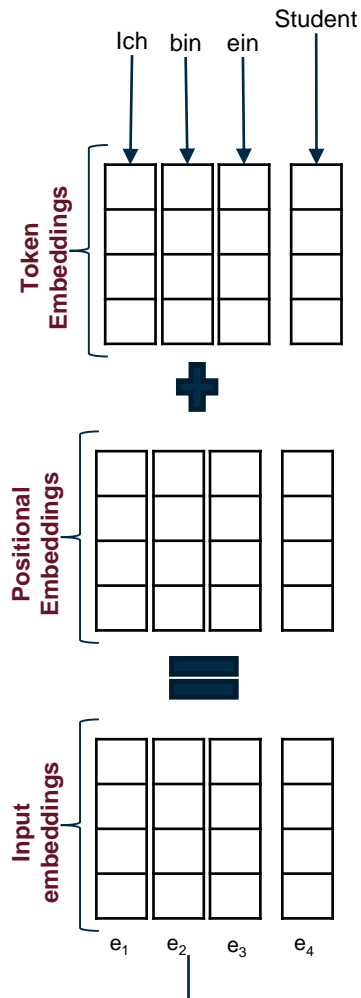 Ich bin ein Student
Token
Embeddings
Positional
Embeddings
Input
embeddings
e₁ e₂ e₃ e₄